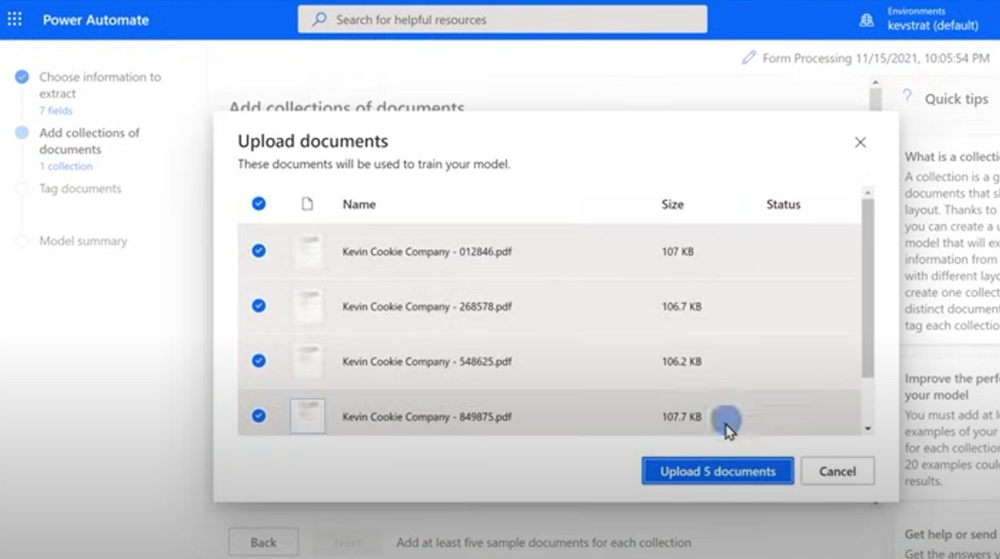 Power Automate
Search for helpful resources
Environments
kevstrat (default)
Choose information to
extract
7 fields
Add collections of
documents
1 collection
Tag documents
Model summary
Form Processing 11/15/2021, 10:05:54 PM
Add collections of documents
Upload documents
These documents will be used to train your model.
Name Size Status
Kevin Cookie Company - 012846.pdf 107 KB
Kevin Cookie Company - 268578.pdf 106.7 KB
Kevin Cookie Company - 548625.pdf 106.2 KB
Kevin Cookie Company - 849875.pdf 107.7 KB
Upload 5 documents Cancel
Back Next Add at least five sample documents for each collection
? Quick tips
What is a collecti
A collection is a g
documents that s
layout. Thanks to
you can create a u
model that will ex
information from
with different layo
create one collect
distinct document
tag each collectio
Improve the perf
your model
You must add at l
examples of your
for each collection
20 examples coul
results.
Get help or send
Get the answers y